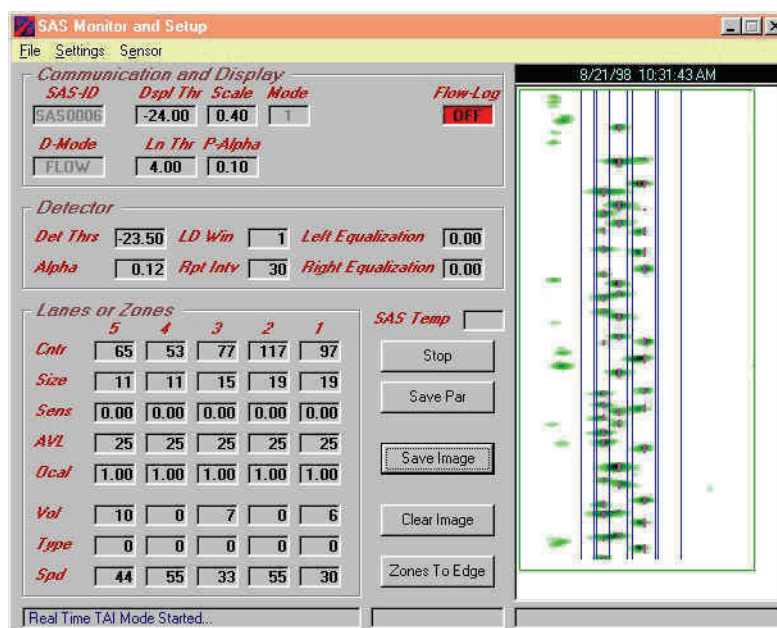 SAS Monitor and Setup
File Settings Sensor
Communication and Display
SAS-ID Dspl Thr Scale Mode Flow-Log
SAS0006 -24.00 0.40 1 OFF
D-Mode Ln Thr P-Alpha
FLOW 4.00 0.10
8/21/98 10:31:43 AM
Detector
Det Thrs -23.50 LD Win 1 Left Equalization 0.00
Alpha 0.12 Rpt Intv 30 Right Equalization 0.00
Lanes or Zones
5 4 3 2 1
Cntr 65 53 77 117 97
Size 11 11 15 19 19
Sens 0.00 0.00 0.00 0.00 0.00
AVL 25 25 25 25 25
Ocal 1.00 1.00 1.00 1.00 1.00
Vol 10 0 7 0 6
Type 0 0 0 0 0
Spd 44 55 33 55 30
SAS Temp
Stop
Save Par
Save Image
Clear Image
Zones To Edge
Real Time TAI Mode Started...